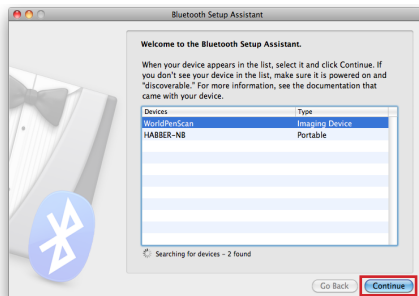 Bluetooth Setup Assistant
Welcome to the Bluetooth Setup Assistant.
When your device appears in the list, select it and click Continue. If
you don't see your device in the list, make sure it is powered on and
"discoverable." For more information, see the documentation that
came with your device.
Devices Type
WorldPenScan Imaging Device
HABBER-NB Portable
Searching for devices – 2 found
Go Back Continue